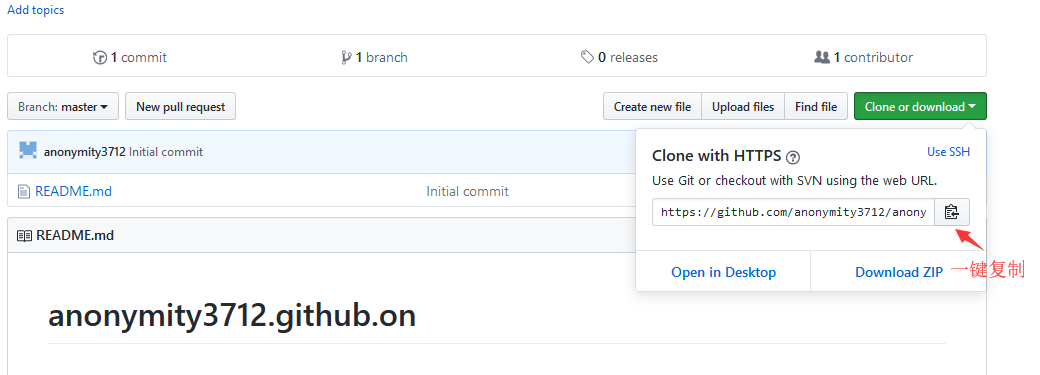 Add topics
1 commit
1 branch
0 releases
1 contributor
Branch: master
New pull request
Create new file
Upload files
Find file
Clone or download
anonymity3712 Initial commit
README.md
Initial commit
Clone with HTTPS
Use SSH
Use Git or checkout with SVN using the web URL.
https://github.com/anonymity3712/anony
Open in Desktop
Download ZIP
一键复制
README.md
anonymity3712.github.on